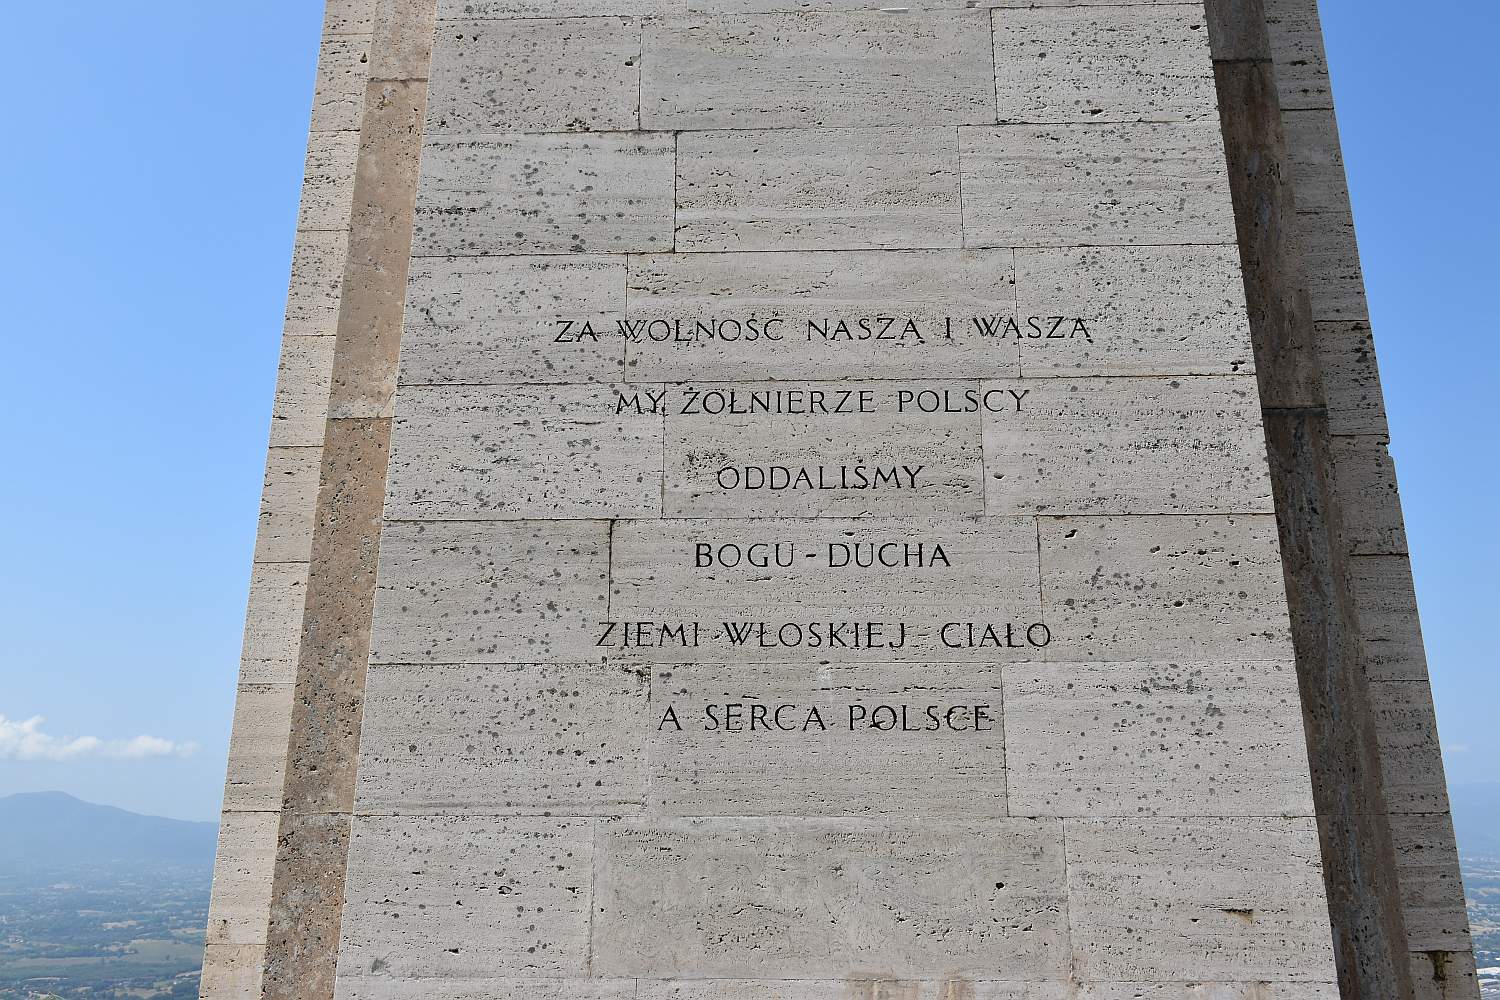 ZA WOLNOŚĆ NASZĄ I WASZĄ
MY ŻOŁNIERZE POLSCY
ODDALIŚMY
BOGU - DUCHA
ZIEMI WŁOSKIEJ - CIAŁO
A SERCA POLSCE